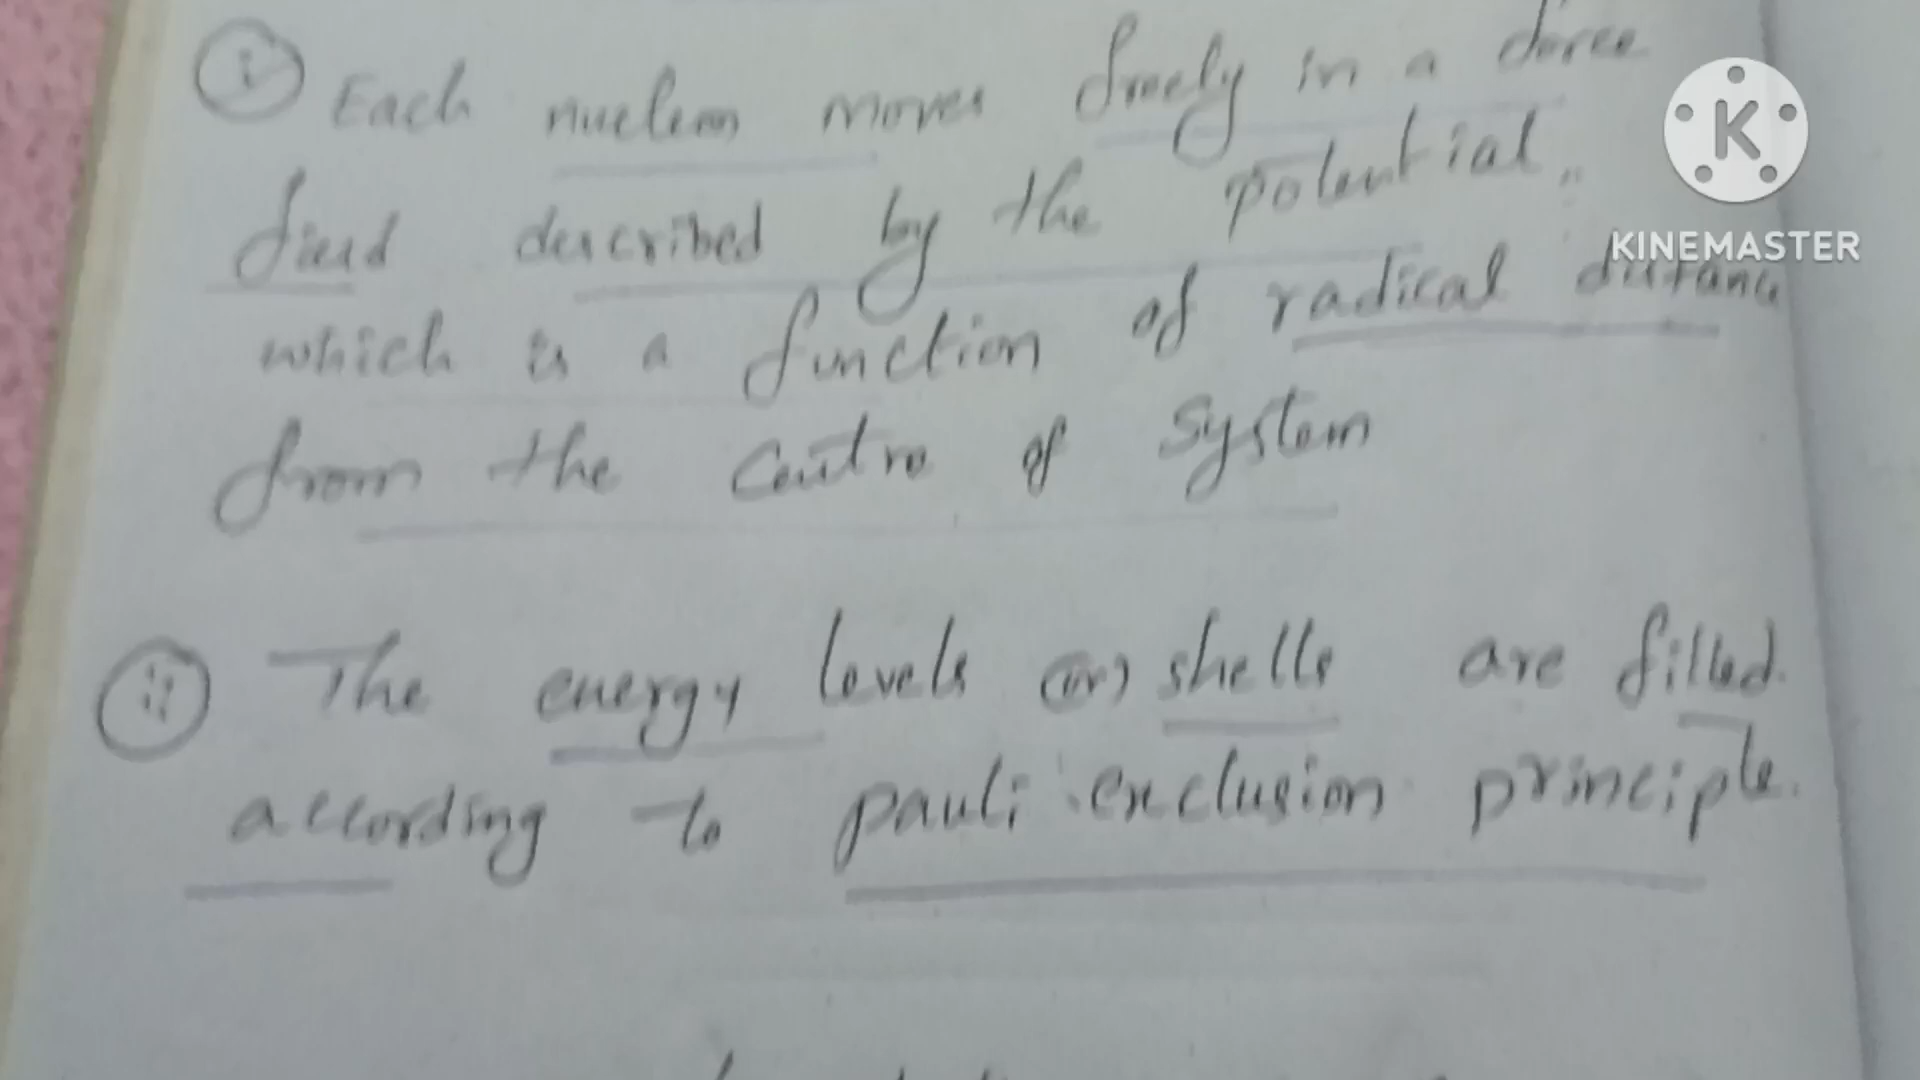 i Each nucleon moves freely in a force
field described by the potential,
which is a function of radical distance
from the centre of system
ii The energy levels (or) shells are filled
according to pauli exclusion principle.
K
KINEMASTER